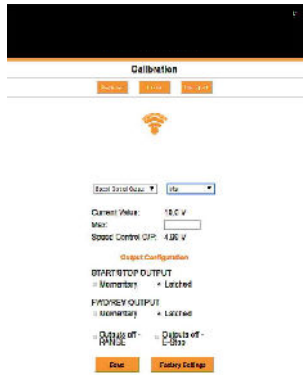 Calibration
Speed Control Output
Current Value: 10.0 V
Max:
Speed Control O/P: 4.00 V
Output Configuration
START/STOP OUTPUT
Momentary Latched
FWD/REV OUTPUT
Momentary Latched
Outputs off - RANGE
Outputs off - E-Stop
Save
Factory Settings